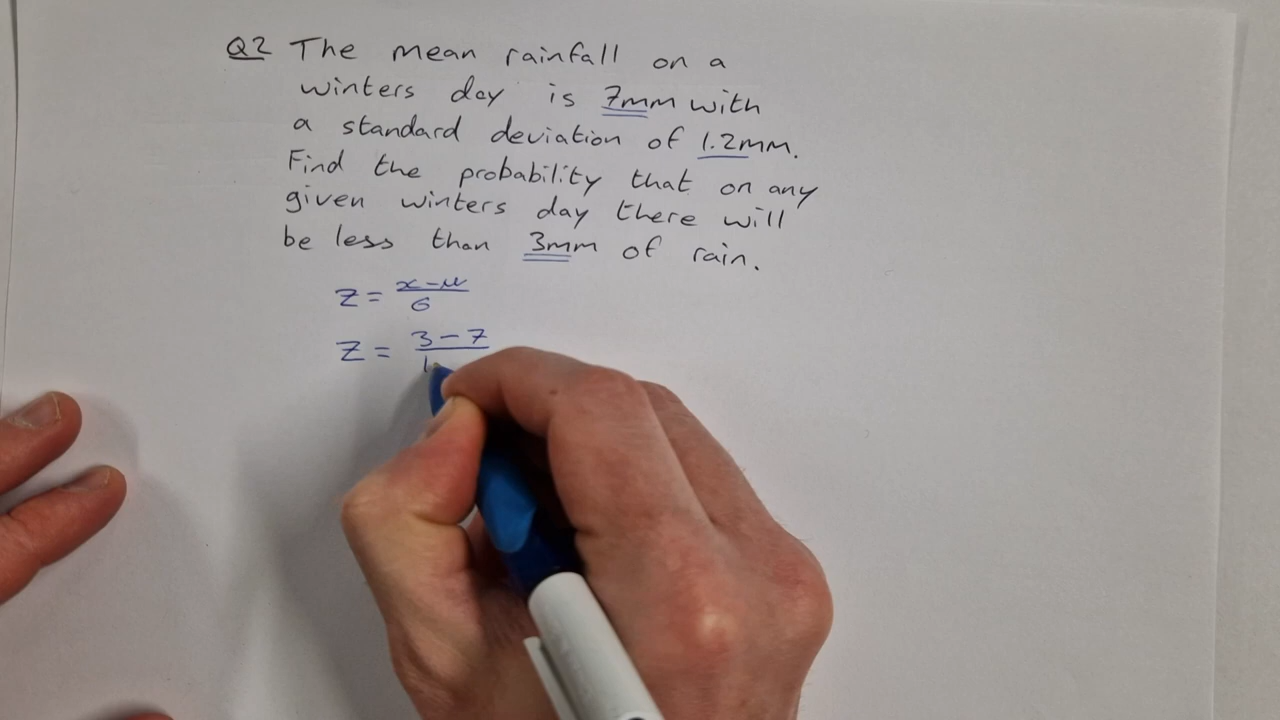 Q2 The mean rainfall on a
winters day is 7mm with
a standard deviation of 1.2mm.
Find the probability that on any
given winters day there will
be less than 3mm of rain.
Z = x-μ/σ
Z = 3-7/1.